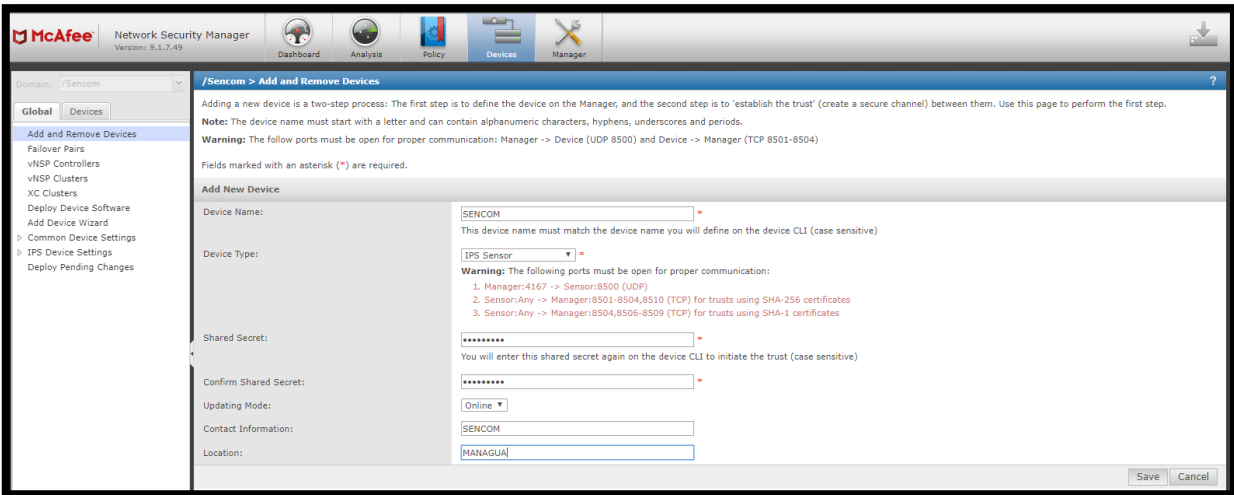 McAfee
Network Security Manager
Version: 9.1.7.49
Dashboard
Analysis
Policy
Devices
Manager
Domain: /Sencom
Global
Devices
Add and Remove Devices
Failover Pairs
vNSP Controllers
vNSP Clusters
XC Clusters
Deploy Device Software
Add Device Wizard
Common Device Settings
IPS Device Settings
Deploy Pending Changes
/Sencom > Add and Remove Devices
?
Adding a new device is a two-step process: The first step is to define the device on the Manager, and the second step is to 'establish the trust' (create a secure channel) between them. Use this page to perform the first step.
Note: The device name must start with a letter and can contain alphanumeric characters, hyphens, underscores and periods.
Warning: The follow ports must be open for proper communication: Manager -> Device (UDP 8500) and Device -> Manager (TCP 8501-8504)
Fields marked with an asterisk (*) are required.
Add New Device
Device Name:
SENCOM *
This device name must match the device name you will define on the device CLI (case sensitive)
Device Type:
IPS Sensor *
Warning: The following ports must be open for proper communication:
1. Manager:4167 -> Sensor:8500 (UDP)
2. Sensor:Any -> Manager:8501-8504,8510 (TCP) for trusts using SHA-256 certificates
3. Sensor:Any -> Manager:8504,8506-8509 (TCP) for trusts using SHA-1 certificates
Shared Secret:
••••••••• *
You will enter this shared secret again on the device CLI to initiate the trust (case sensitive)
Confirm Shared Secret:
••••••••• *
Updating Mode:
Online
Contact Information:
SENCOM
Location:
MANAGUA
Save
Cancel